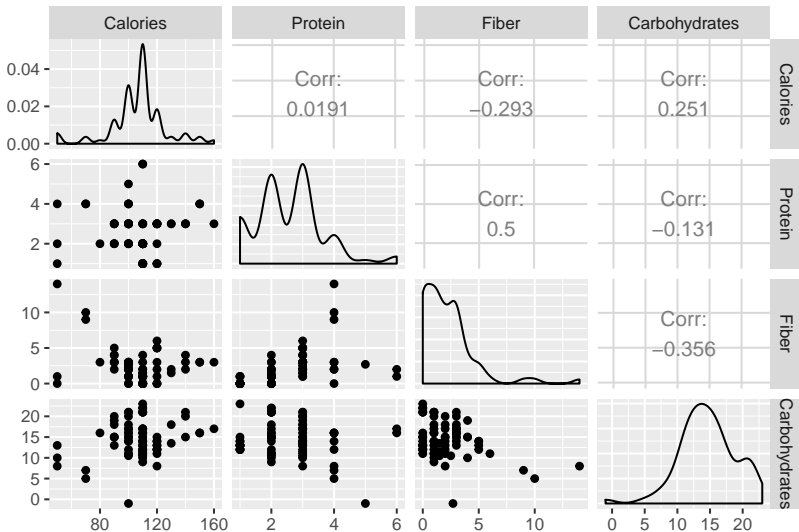 Calories Protein Fiber Carbohydrates
0.04
0.02
0.00
Corr:
0.0191
Corr:
−0.293
Corr:
0.251
Calories
6
4
2
Corr:
0.5
Corr:
−0.131
Protein
10
5
0
Corr:
−0.356
Fiber
20
15
10
5
0
Carbohydrates
80 120 160 2 4 6 0 5 10 0 5 10 15 20